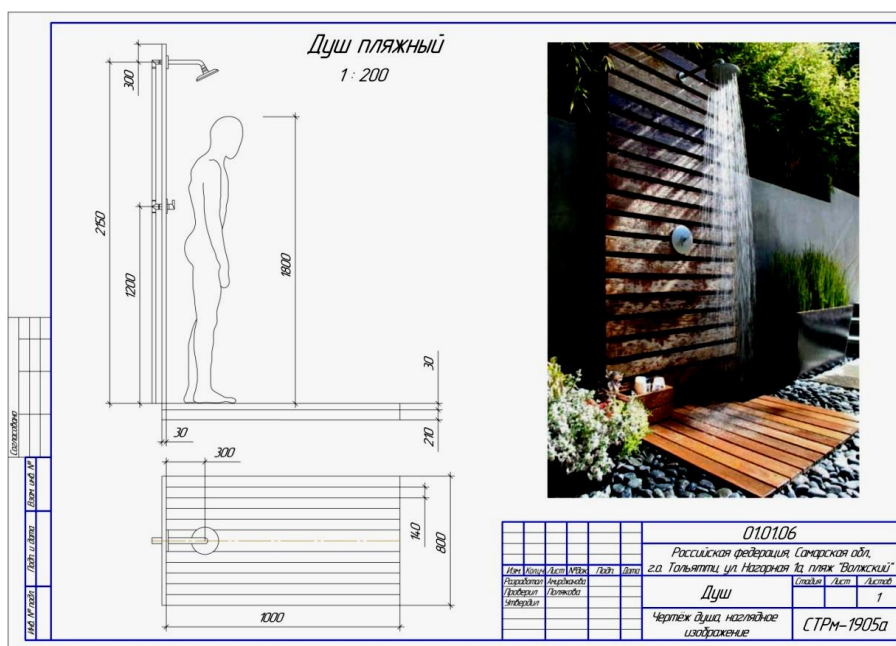 Душ пляжный
1 : 200
300
2150
1200
1800
30
210
30
300
140
800
1000
Согласовано
Взам. инв. №
Подп. и дата
Инв. № подл.
01.01.06
Российская федерация, Самарская обл.,
г.о. Тольятти, ул. Нагорная 1а, пляж "Волжский"
Изм. Кол.уч Лист №док. Подп. Дата
Разработал
Проверил Полякова
Утвердил
Душ
Стадия Лист Листов
1
Чертёж душа, наглядное
изображение
СТРм-1905а